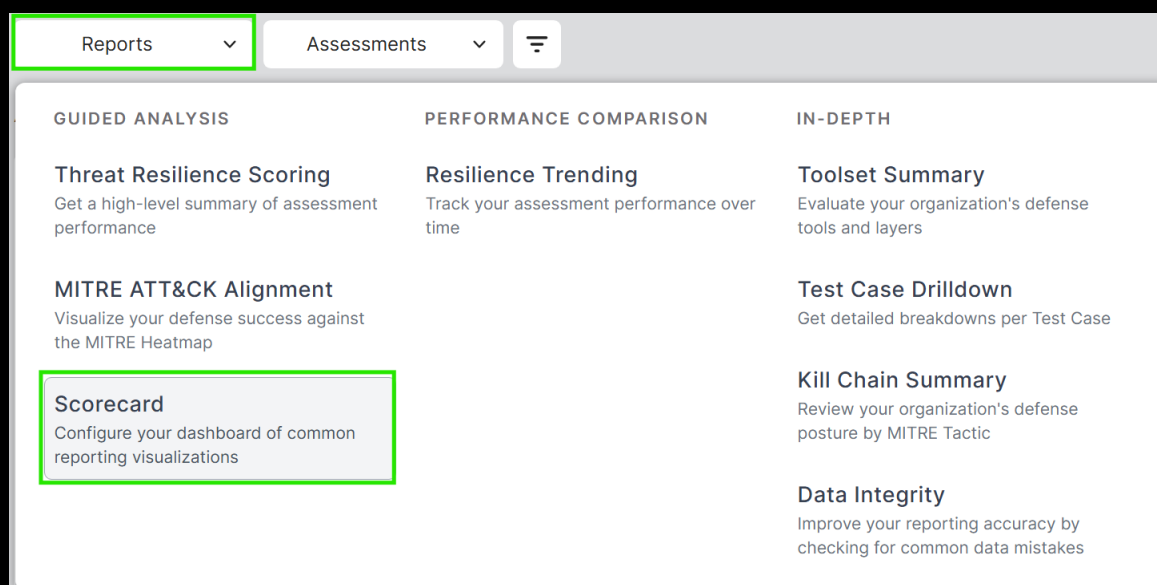 Reports
Assessments
GUIDED ANALYSIS
Threat Resilience Scoring
Get a high-level summary of assessment
performance
MITRE ATT&CK Alignment
Visualize your defense success against
the MITRE Heatmap
Scorecard
Configure your dashboard of common
reporting visualizations
PERFORMANCE COMPARISON
Resilience Trending
Track your assessment performance over
time
IN-DEPTH
Toolset Summary
Evaluate your organization's defense
tools and layers
Test Case Drilldown
Get detailed breakdowns per Test Case
Kill Chain Summary
Review your organization's defense
posture by MITRE Tactic
Data Integrity
Improve your reporting accuracy by
checking for common data mistakes